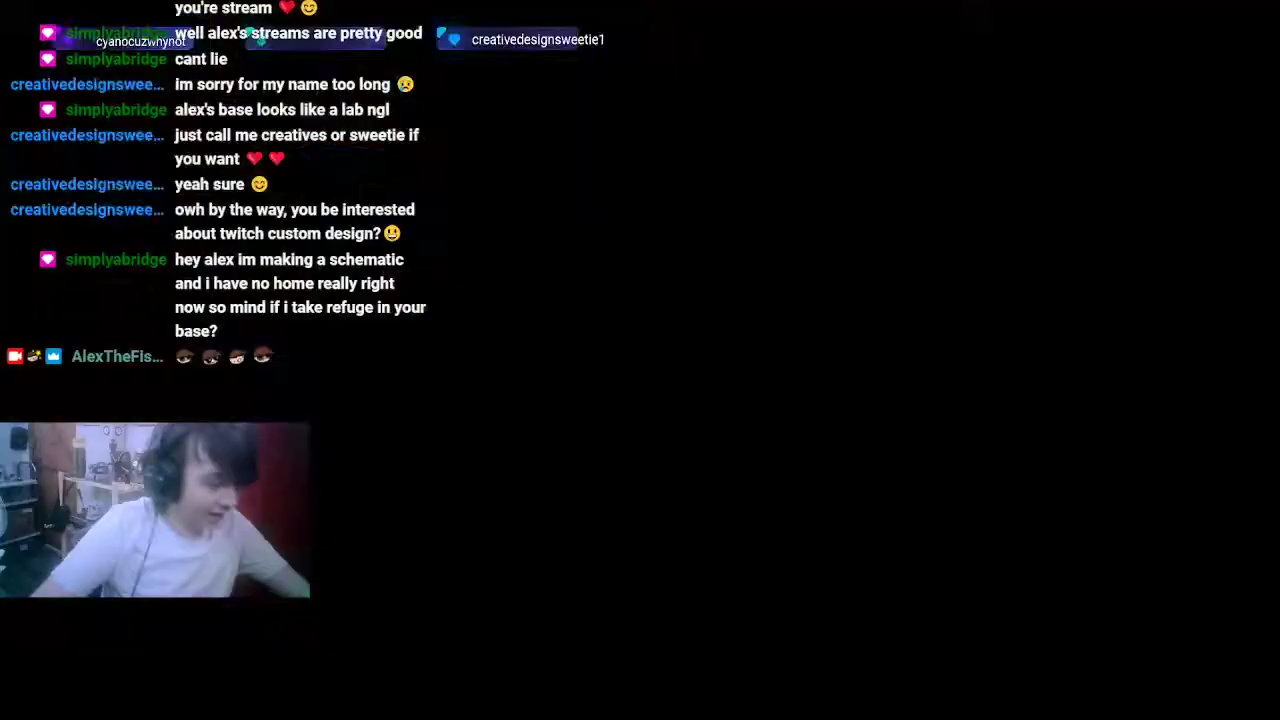 you're stream ❤️ 😊
simplyabridge well alex's streams are pretty good
cyanocuzwhynot
creativedesignsweetie1
simplyabridge cant lie
creativedesignswee... im sorry for my name too long 😥
simplyabridge alex's base looks like a lab ngl
creativedesignswee... just call me creatives or sweetie if
you want ❤️ ❤️
creativedesignswee... yeah sure 😊
creativedesignswee... owh by the way, you be interested
about twitch custom design?😃
simplyabridge hey alex im making a schematic
and i have no home really right
now so mind if i take refuge in your
base?
AlexTheFis...